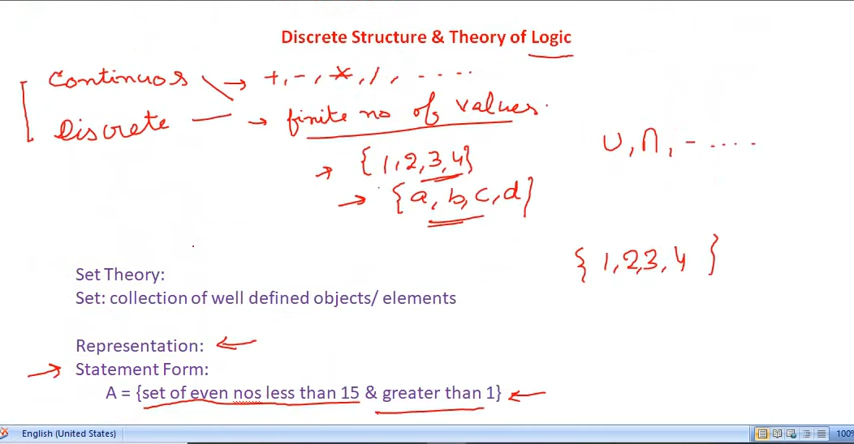 Discrete Structure & Theory of Logic
Continuos → +, -, *, /, .....
Discrete → finite no of values.
∪, ∩, - .....
→ {1, 2, 3, 4}
→ {a, b, c, d}
{ 1, 2, 3, 4 }
Set Theory:
Set: collection of well defined objects/ elements
Representation: ←
→ Statement Form:
A = {set of even nos less than 15 & greater than 1} ←
English (United States)
100%